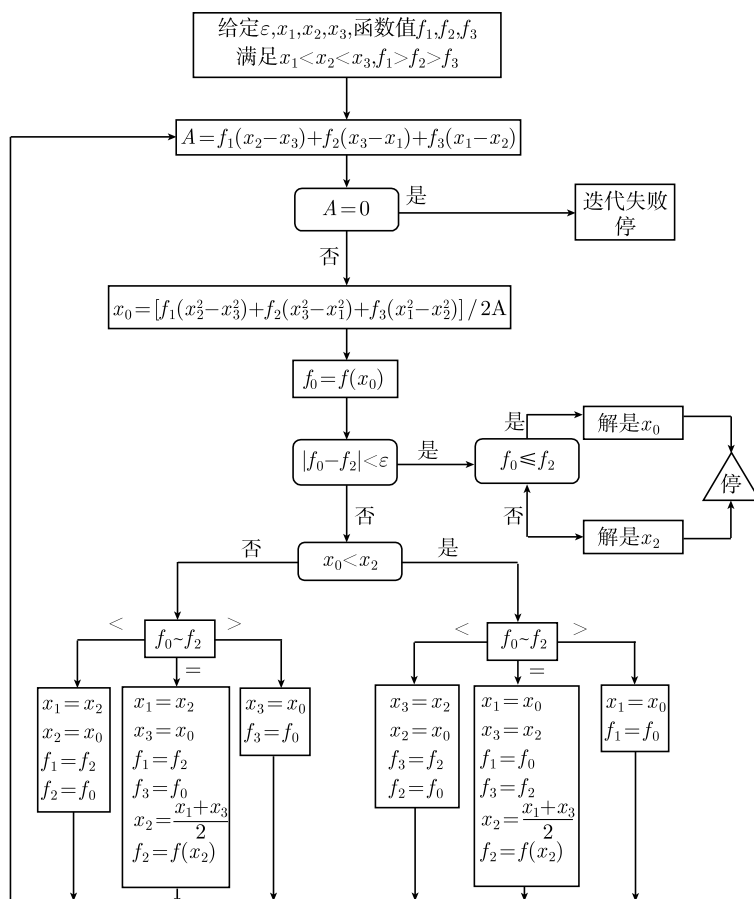 给定ε,x₁,x₂,x₃,函数值f₁,f₂,f₃
满足x₁<x₂<x₃,f₁>f₂>f₃
A=f₁(x₂−x₃)+f₂(x₃−x₁)+f₃(x₁−x₂)
A=0
是
迭代失败
停
否
x₀=[f₁(x₂²−x₃²)+f₂(x₃²−x₁²)+f₃(x₁²−x₂²)]/2A
f₀=f(x₀)
|f₀−f₂|<ε
是
f₀≤f₂
是
解是x₀
停
否
解是x₂
否
x₀<x₂
否
是
f₀~f₂
<
>
=
x₁=x₂
x₂=x₀
f₁=f₂
f₂=f₀
x₁=x₂
x₃=x₀
f₁=f₂
f₃=f₀
x₂=(x₁+x₃)/2
f₂=f(x₂)
x₃=x₀
f₃=f₀
f₀~f₂
<
>
=
x₃=x₂
x₂=x₀
f₃=f₂
f₂=f₀
x₁=x₀
x₃=x₂
f₁=f₀
f₃=f₂
x₂=(x₁+x₃)/2
f₂=f(x₂)
x₁=x₀
f₁=f₀